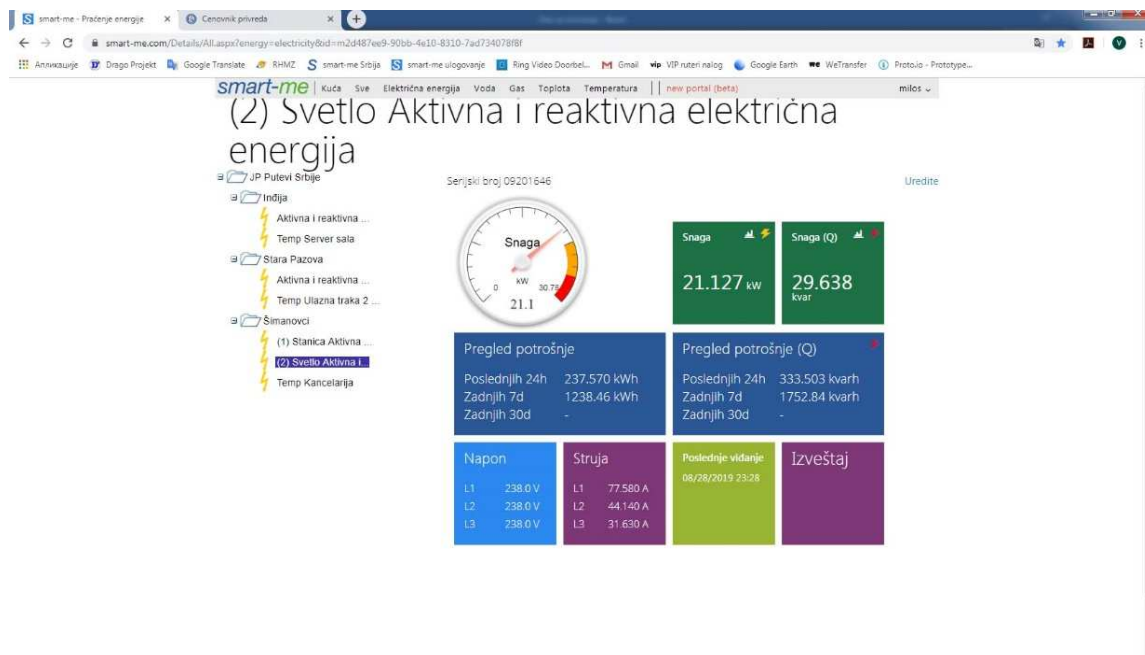 smart-me - Praćenje energije
Cenovnik privreda
smart-me.com/Details/All.aspx?energy=electricity&id=m2d487ee9-90bb-4e10-8310-7ad734078f8f
V
Апликације
Drago Projekt
Google Translate
RHMZ
smart-me Srbija
smart-me ulogovanje
Ring Video Doorbel...
Gmail
vip VIP ruteri nalog
Google Earth
we WeTransfer
Proto.io - Prototype...
smart-me | Kuća Sve Električna energija Voda Gas Toplota Temperatura || new portal (beta) milos
(2) Svetlo Aktivna i reaktivna električna
energija
JP Putevi Srbije
Inđija
Aktivna i reaktivna ...
Temp Server sala
Stara Pazova
Aktivna i reaktivna ...
Temp Ulazna traka 2 ...
Šimanovci
(1) Stanica Aktivna ...
(2) Svetlo Aktivna i...
Temp Kancelarija
Serijski broj 09201646
Uredite
Snaga
kW
0 30.78
21.1
Snaga
21.127 kW
Snaga (Q)
29.638
kvar
Pregled potrošnje
Poslednjih 24h 237.570 kWh
Zadnjih 7d 1238.46 kWh
Zadnjih 30d -
Pregled potrošnje (Q)
Poslednjih 24h 333.503 kvarh
Zadnjih 7d 1752.84 kvarh
Zadnjih 30d -
Napon
L1 238.0 V
L2 238.0 V
L3 238.0 V
Struja
L1 77.580 A
L2 44.140 A
L3 31.630 A
Poslednje viđanje
08/28/2019 23:28
Izveštaj